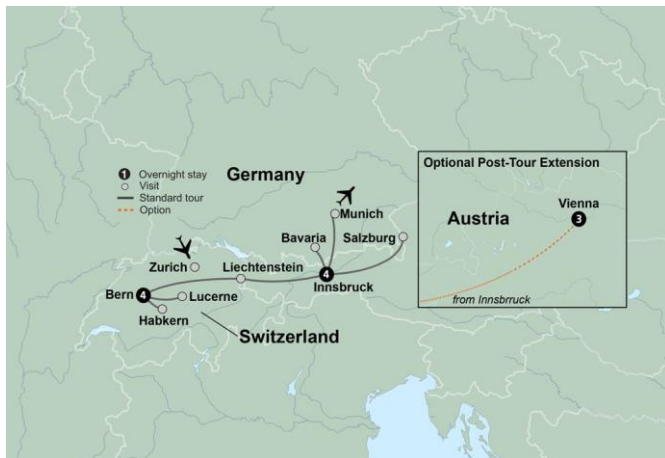 Optional Post-Tour Extension
1 Overnight stay
Visit
Standard tour
Option
Germany
Vienna
3
Munich
Austria
Bavaria
Salzburg
Zurich
Liechtenstein
4
Innsbruck
Bern
4
Lucerne
from Innsbrruck
Habkern
Switzerland